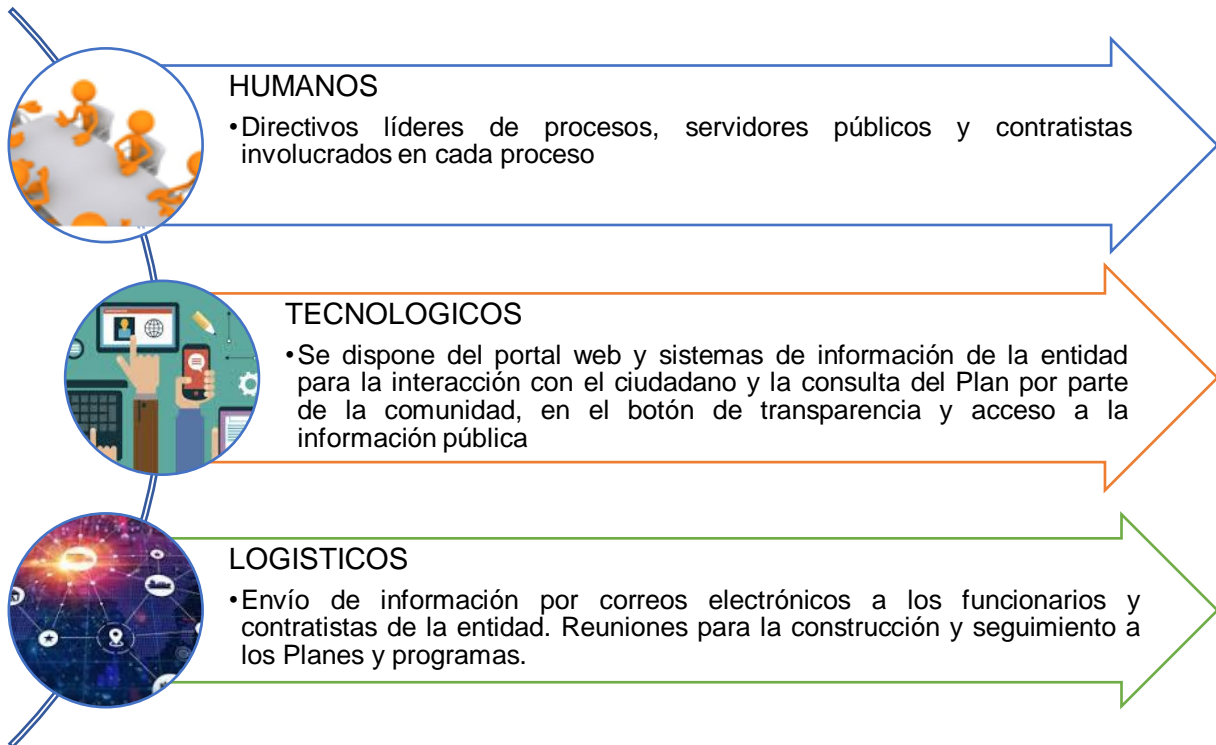 HUMANOS
•Directivos líderes de procesos, servidores públicos y contratistas
involucrados en cada proceso
TECNOLOGICOS
•Se dispone del portal web y sistemas de información de la entidad
para la interacción con el ciudadano y la consulta del Plan por parte
de la comunidad, en el botón de transparencia y acceso a la
información pública
LOGISTICOS
•Envío de información por correos electrónicos a los funcionarios y
contratistas de la entidad. Reuniones para la construcción y seguimiento a
los Planes y programas.